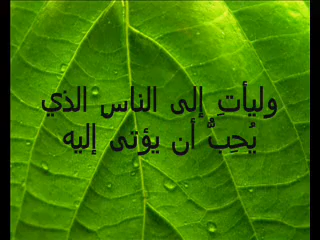 وليأتِ إلى الناس الذي
يُحِبُّ أن يؤتى إليه